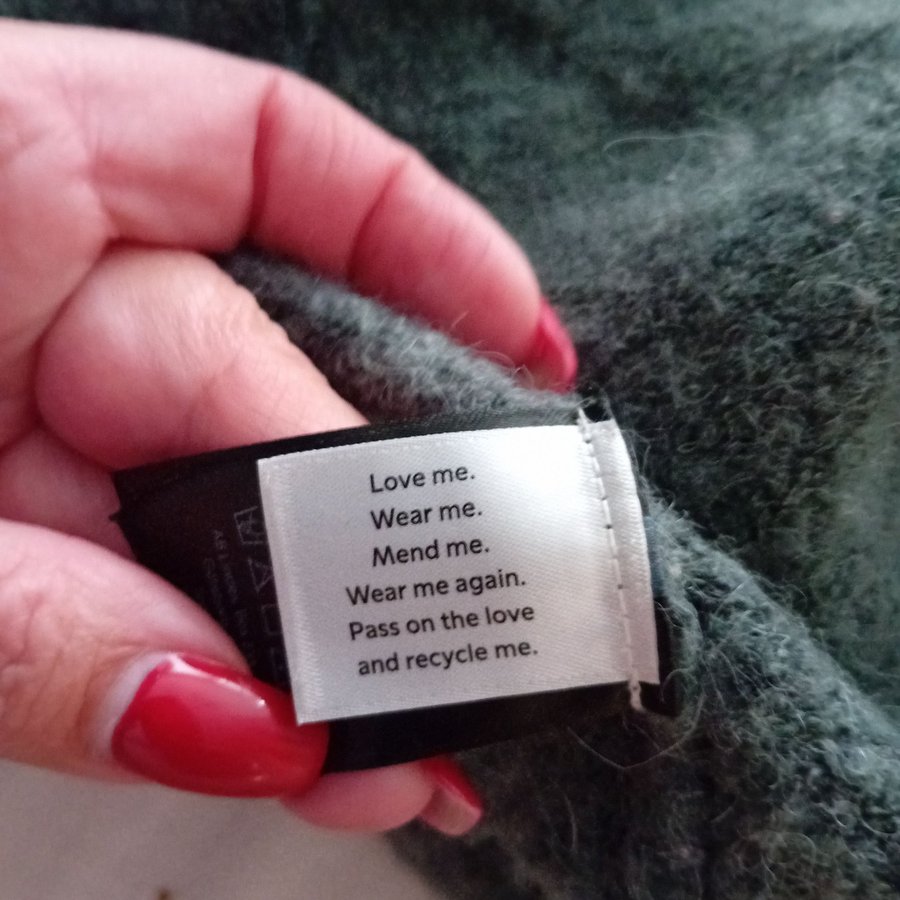 Love me.
Wear me.
Mend me.
Wear me again.
Pass on the love
and recycle me.